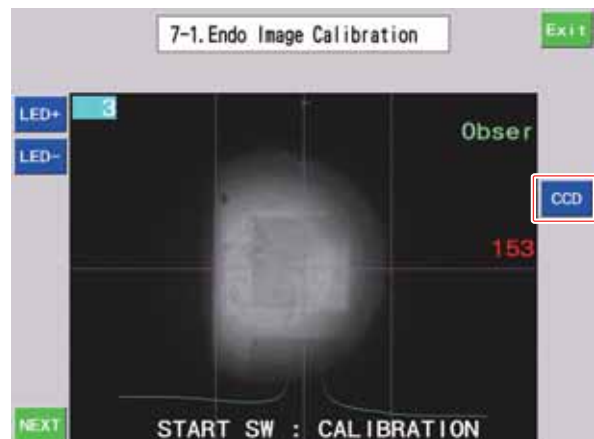 7-1.Endo Image Calibration
Exit
LED+
3
Obser
LED-
CCD
153
NEXT
START SW : CALIBRATION